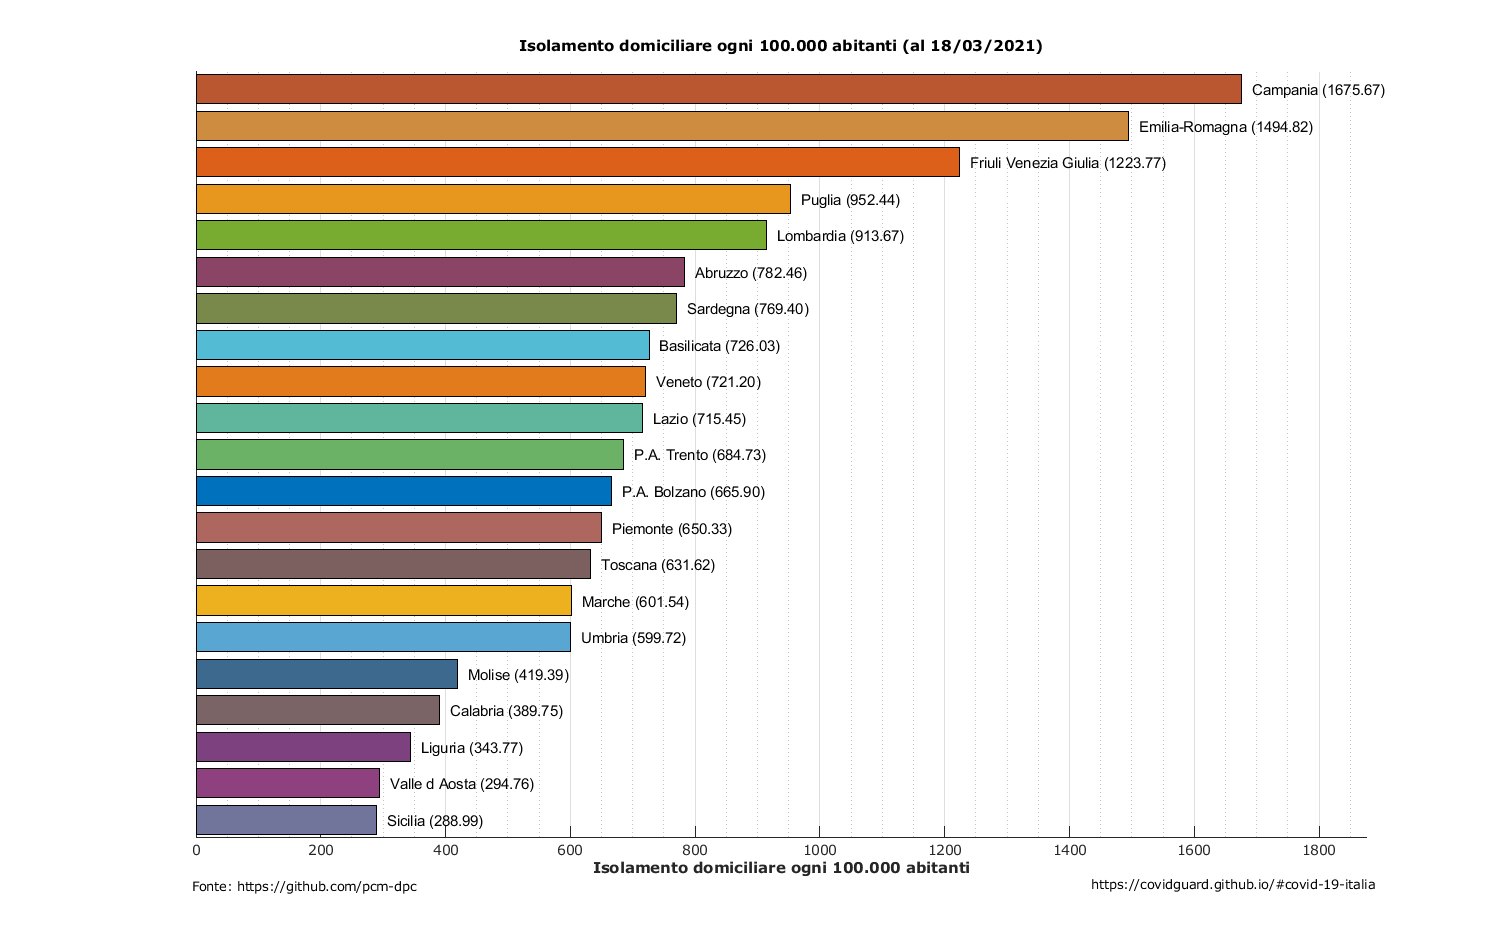 Isolamento domiciliare ogni 100.000 abitanti (al 18/03/2021)
Campania (1675.67)
Emilia-Romagna (1494.82)
Friuli Venezia Giulia (1223.77)
Puglia (952.44)
Lombardia (913.67)
Abruzzo (782.46)
Sardegna (769.40)
Basilicata (726.03)
Veneto (721.20)
Lazio (715.45)
P.A. Trento (684.73)
P.A. Bolzano (665.90)
Piemonte (650.33)
Toscana (631.62)
Marche (601.54)
Umbria (599.72)
Molise (419.39)
Calabria (389.75)
Liguria (343.77)
Valle d Aosta (294.76)
Sicilia (288.99)
0 200 400 600 800 1000 1200 1400 1600 1800
Isolamento domiciliare ogni 100.000 abitanti
Fonte: https://github.com/pcm-dpc
https://covidguard.github.io/#covid-19-italia